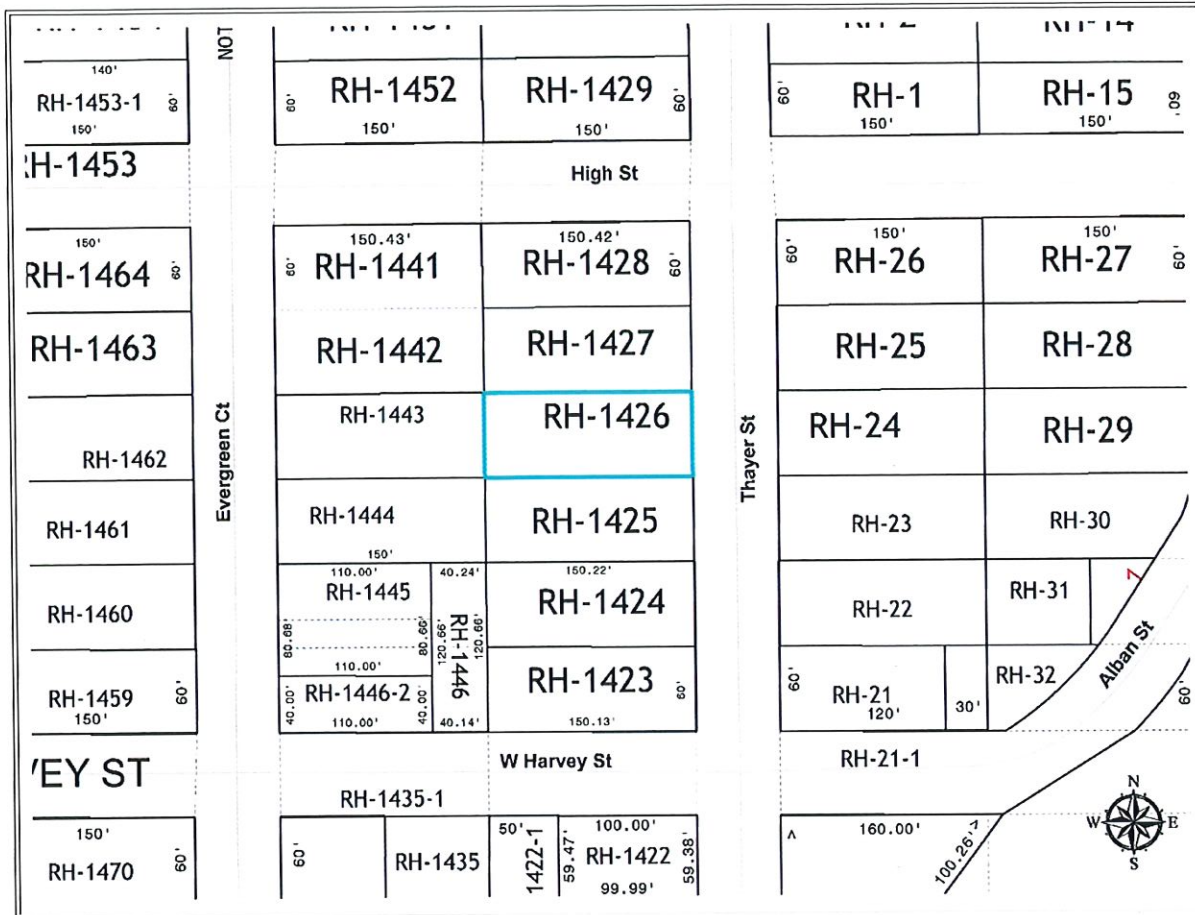 NOT
140'
RH-1453-1
60'
150'
60'
RH-1452
150'
RH-1429
60'
150'
60'
RH-1
150'
RH-15
150'
60'
RH-1453
High St
150'
RH-1464
60'
150.43'
60'
RH-1441
150.42'
RH-1428
60'
150'
60'
RH-26
150'
RH-27
60'
RH-1463
RH-1442
RH-1427
RH-25
RH-28
RH-1462
Evergreen Ct
RH-1443
RH-1426
Thayer St
RH-24
RH-29
RH-1461
RH-1444
150'
RH-1425
RH-23
RH-30
RH-1460
110.00'
RH-1445
80.68'
80.66'
110.00'
40.24'
120.66'
RH-1446
120.60'
40.14'
150.22'
RH-1424
RH-22
RH-31
7
Alban St
RH-1459
150'
60'
40.00'
RH-1446-2
40.00'
110.00'
RH-1423
60'
150.13'
60'
RH-21
120'
30'
RH-32
60'
VEY ST
W Harvey St
RH-21-1
RH-1435-1
150'
RH-1470
60'
60'
RH-1435
50'
1422-1
59.47'
100.00'
RH-1422
99.99'
59.38'
160.00'
100.26'
N
W
E
S